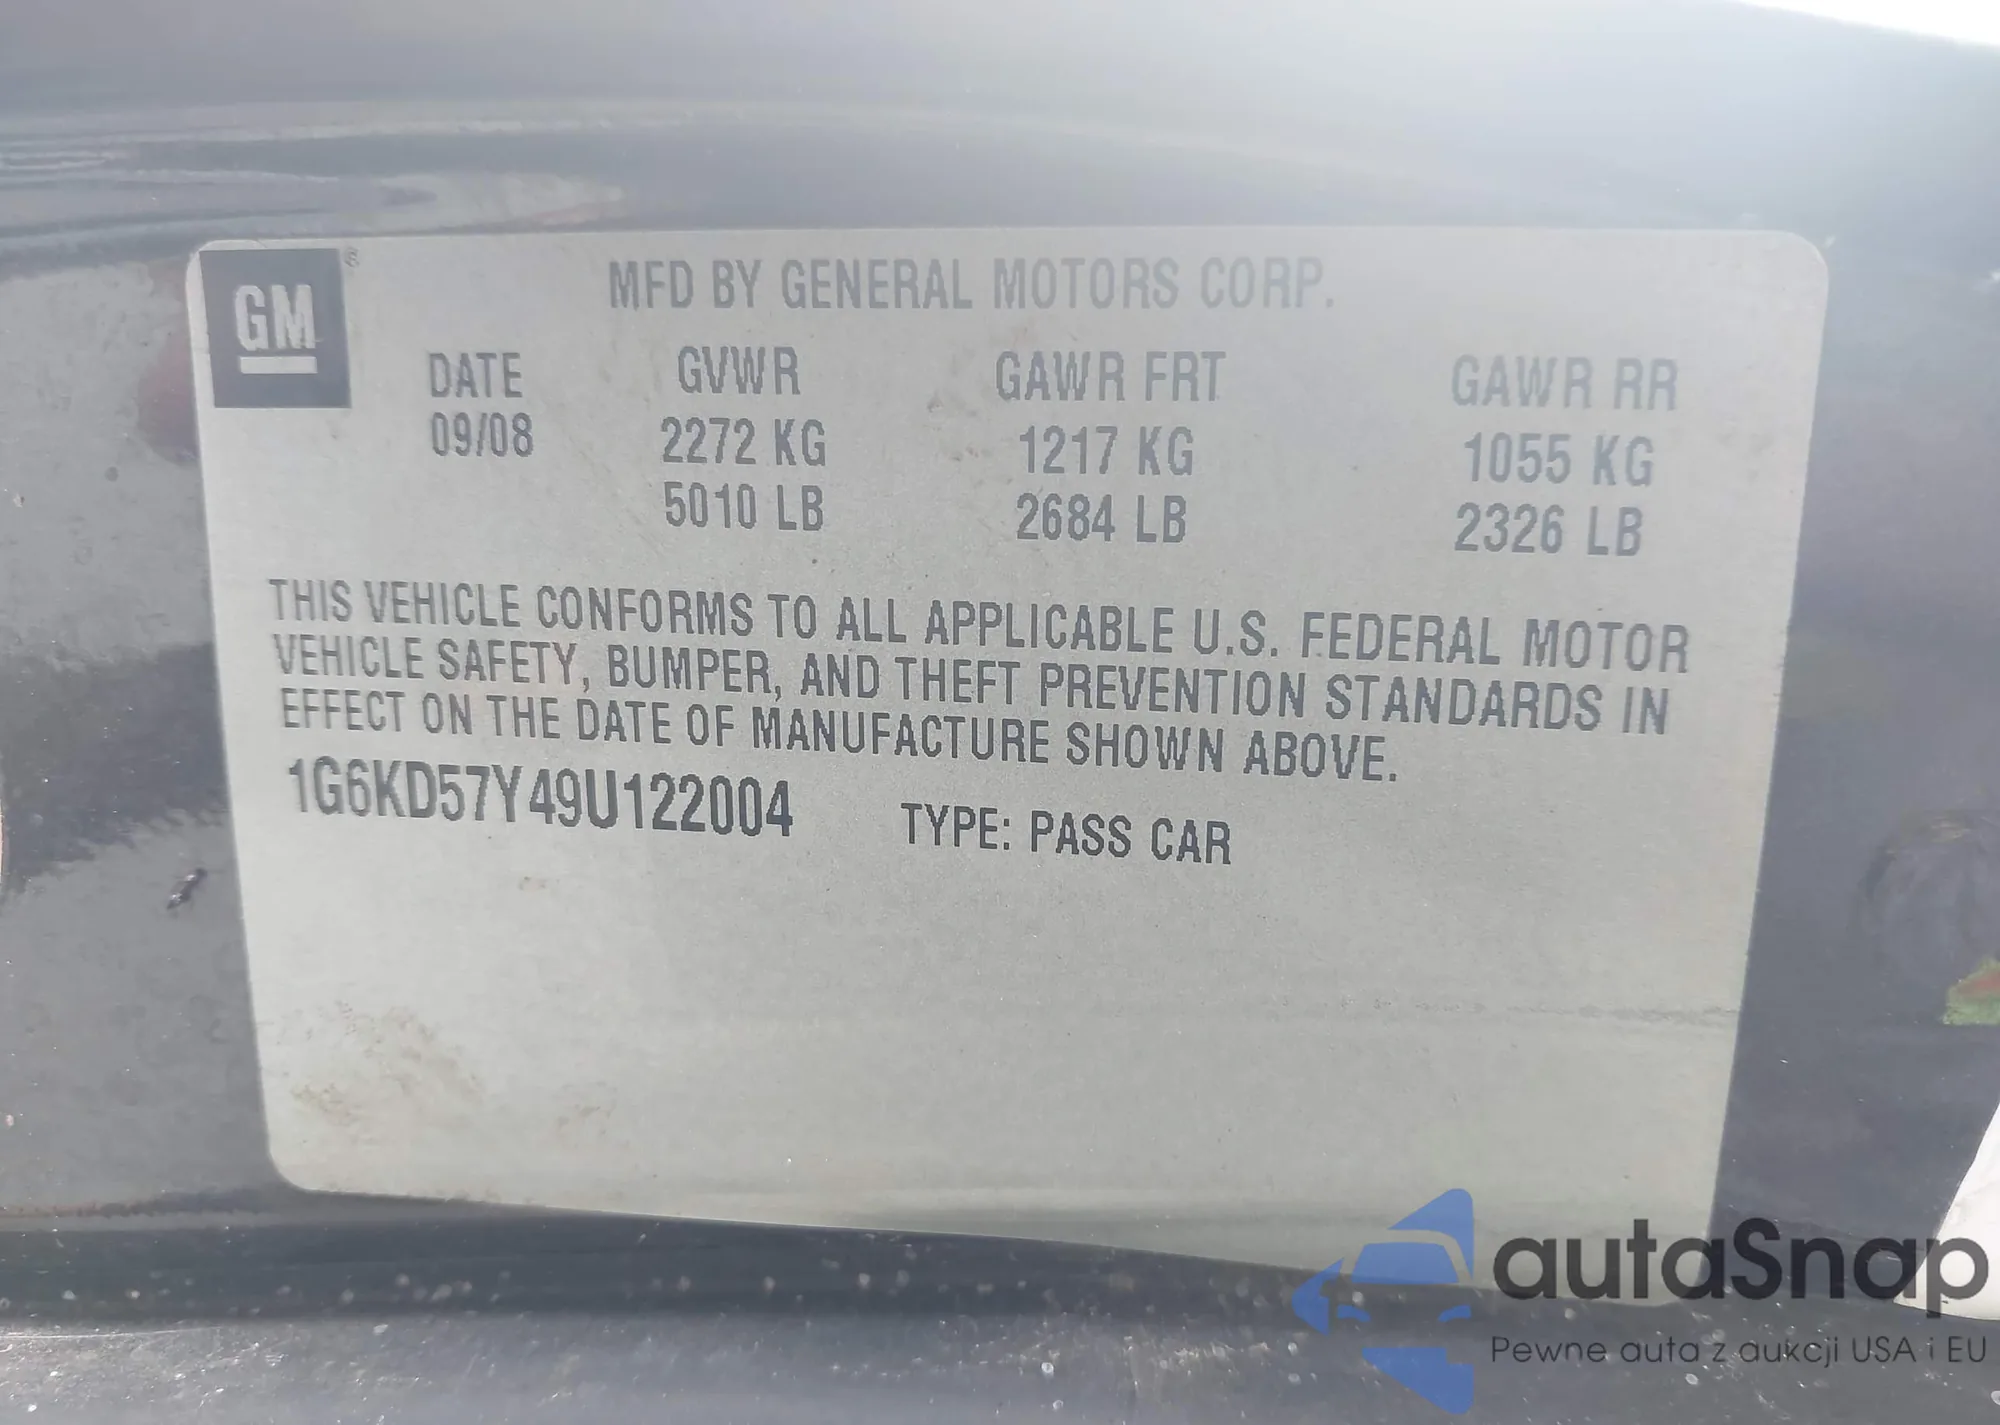 GM ®
MFD BY GENERAL MOTORS CORP.
DATE GVWR GAWR FRT GAWR RR
09/08 2272 KG 1217 KG 1055 KG
5010 LB 2684 LB 2326 LB
THIS VEHICLE CONFORMS TO ALL APPLICABLE U.S. FEDERAL MOTOR
VEHICLE SAFETY, BUMPER, AND THEFT PREVENTION STANDARDS IN
EFFECT ON THE DATE OF MANUFACTURE SHOWN ABOVE.
1G6KD57Y49U122004 TYPE: PASS CAR
autaSnap
Pewne auta z aukcji USA i EU